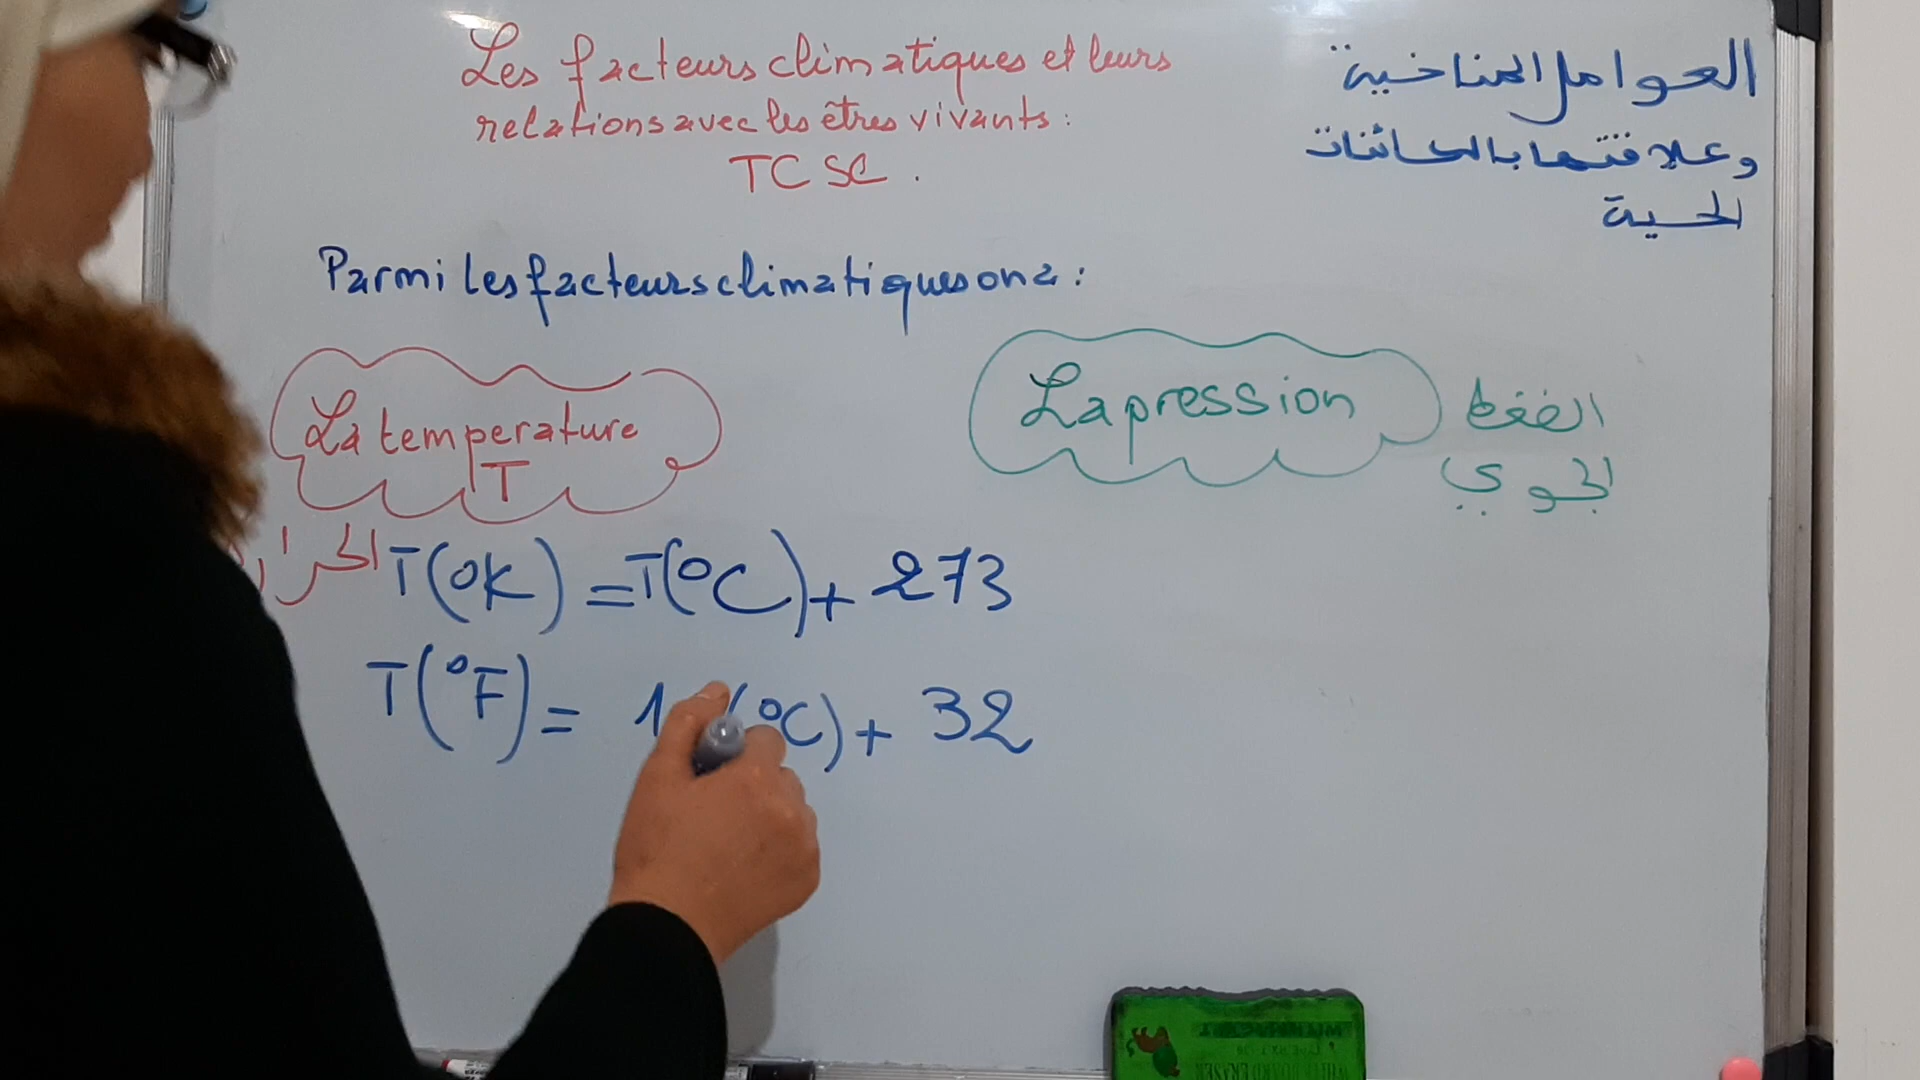 Les facteurs climatiques et leurs
relations avec les êtres vivants :
TC SC .
العوامل المناخية
وعلاقتها بالكائنات
الحية
Parmi les facteurs climatiques on a :
La temperature
T
La pression
الضغط
الجوي
T(°K) = T(°C) + 273
T(°F) = 1 (°C) + 32